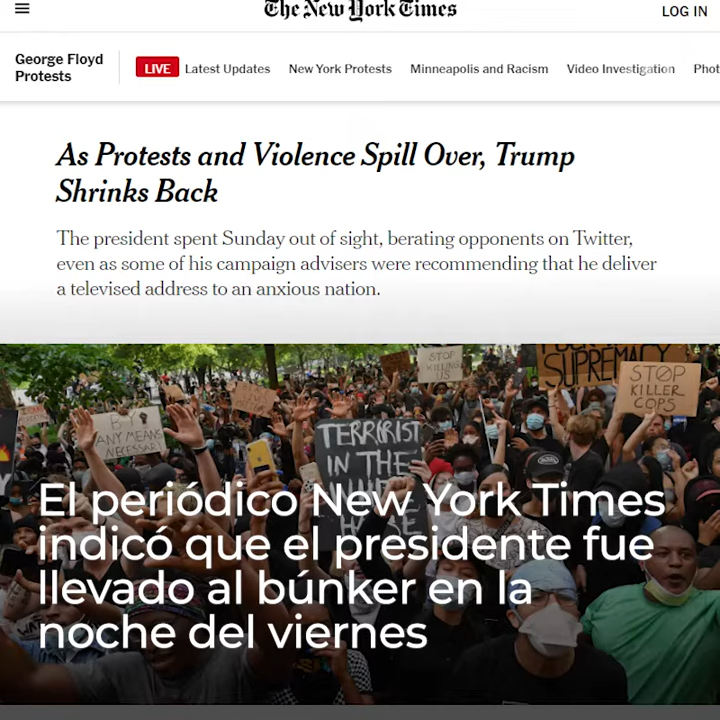 The New York Times
LOG IN
George Floyd
Protests
LIVE Latest Updates New York Protests Minneapolis and Racism Video Investigation Phot
As Protests and Violence Spill Over, Trump
Shrinks Back
The president spent Sunday out of sight, berating opponents on Twitter,
even as some of his campaign advisers were recommending that he deliver
a televised address to an anxious nation.
STOP
KILLING
US
SUPREMACY
STOP
KILLER
COPS
BY
ANY MEANS
NECESSARY
TERRORIST
IN THE
El periódico New York Times
indicó que el presidente fue
llevado al búnker en la
noche del viernes